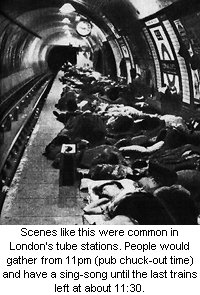 Scenes like this were common in
London's tube stations. People would
gather from 11pm (pub chuck-out time)
and have a sing-song until the last trains
left at about 11:30.